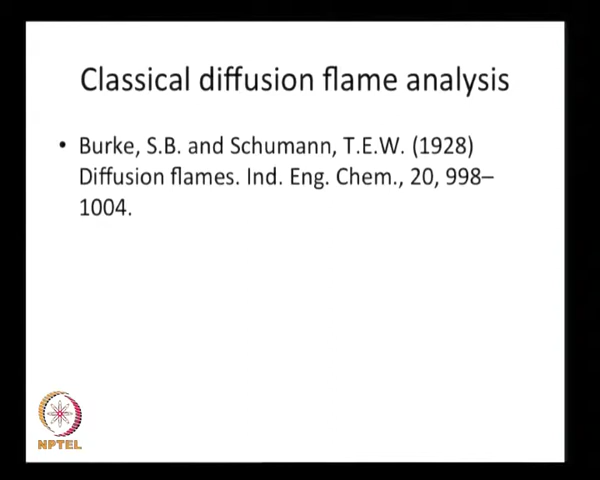 Classical diffusion flame analysis
• Burke, S.B. and Schumann, T.E.W. (1928)
Diffusion flames. Ind. Eng. Chem., 20, 998–
1004.
NPTEL